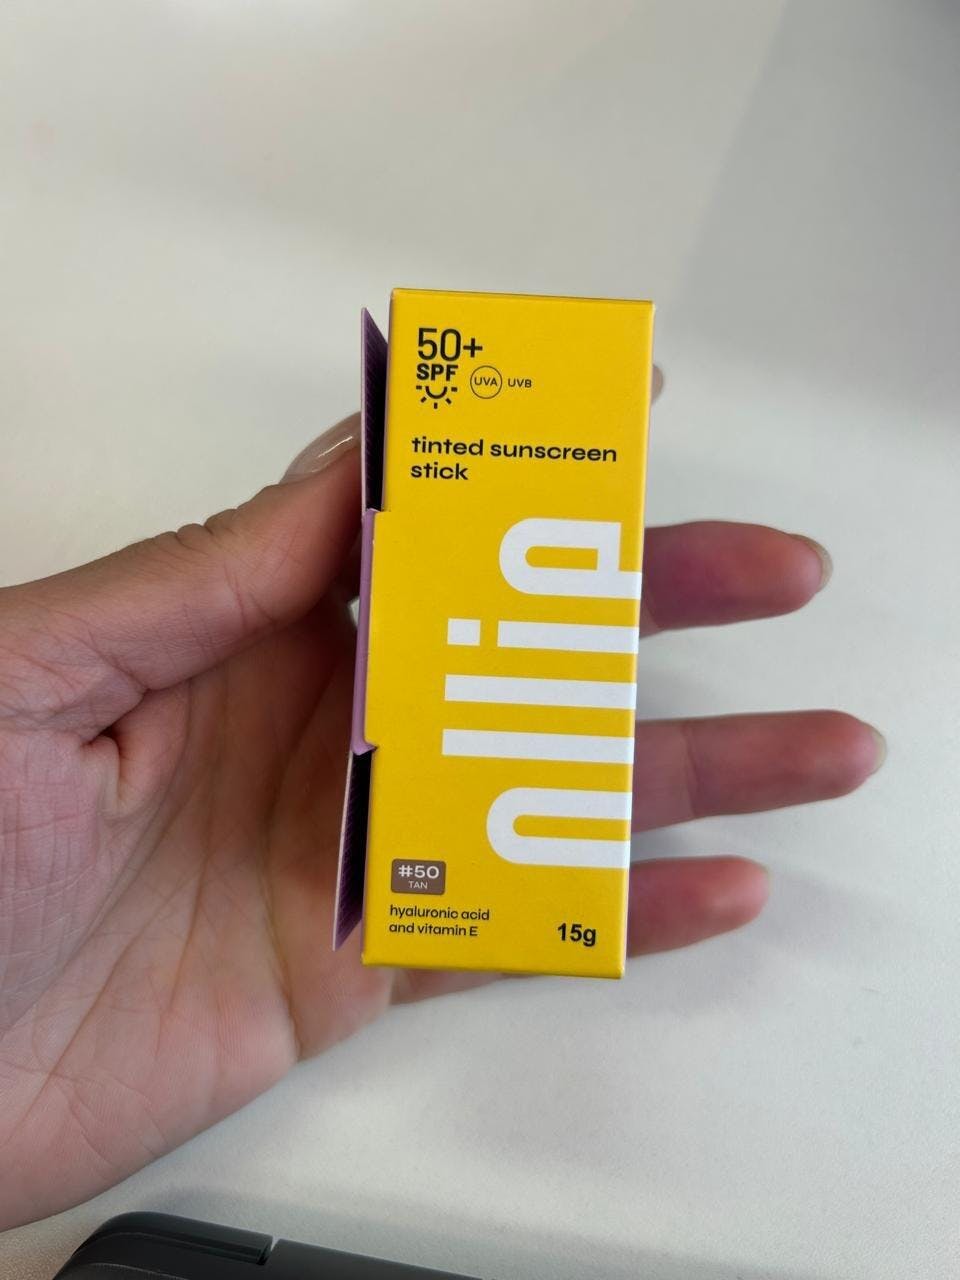 50+
SPF
UVA UVB
tinted sunscreen
stick
ollie
#50
TAN
hyaluronic acid
and vitamin E
15g